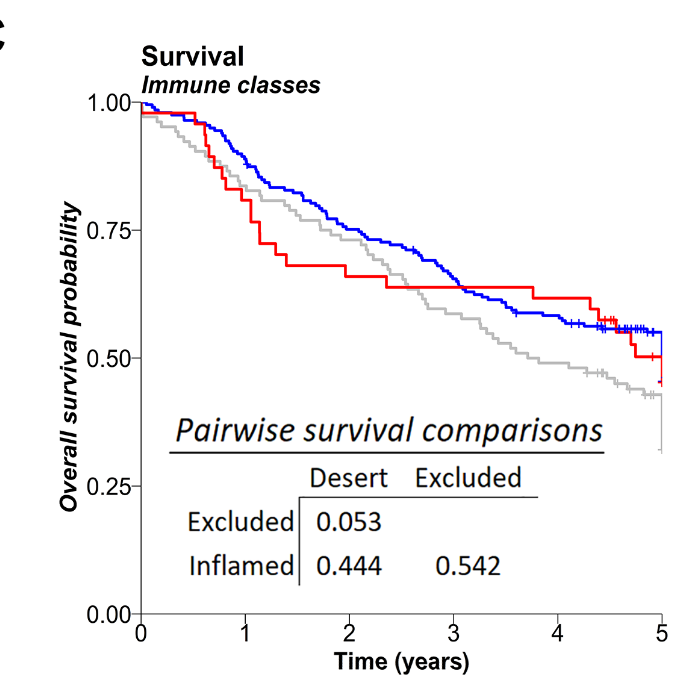 Survival
Immune classes
1.00
0.75
0.50
0.25
0.00
Overall survival probability
Pairwise survival comparisons
Desert Excluded
Excluded 0.053
Inflamed 0.444 0.542
0 1 2 3 4 5
Time (years)